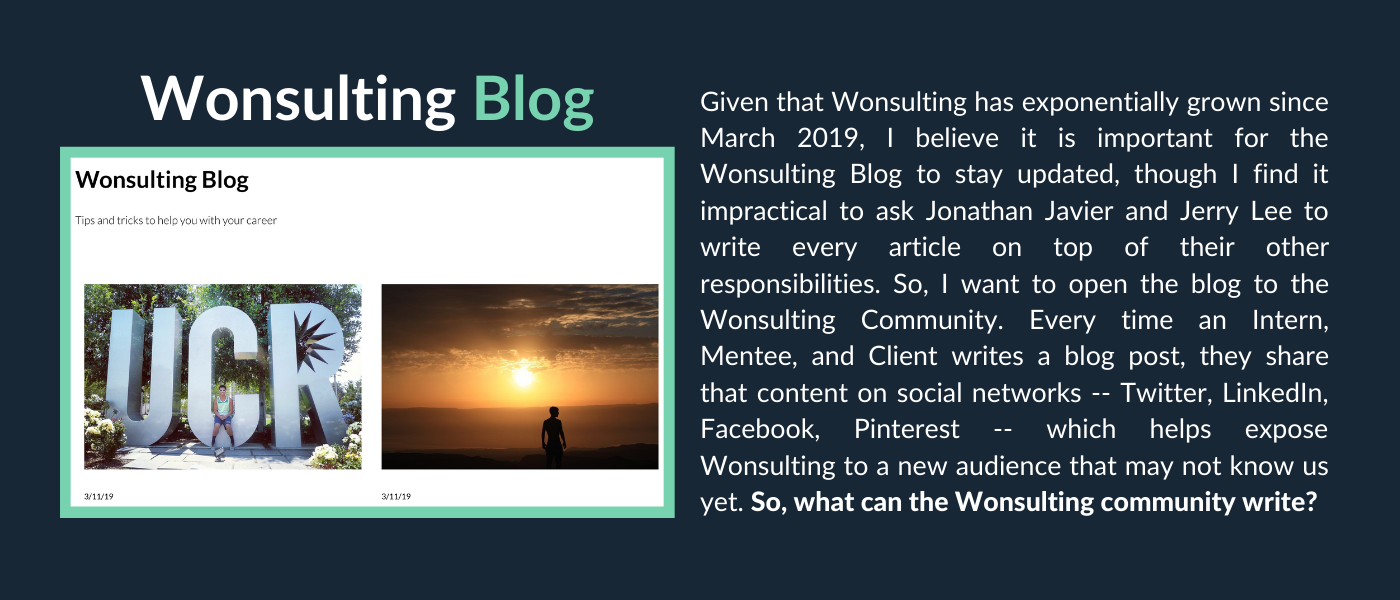 Wonsulting Blog
Wonsulting Blog
Tips and tricks to help you with your career
UCR
3/11/19
3/11/19
Given that Wonsulting has exponentially grown since
March 2019, I believe it is important for the
Wonsulting Blog to stay updated, though I find it
impractical to ask Jonathan Javier and Jerry Lee to
write every article on top of their other
responsibilities. So, I want to open the blog to the
Wonsulting Community. Every time an Intern,
Mentee, and Client writes a blog post, they share
that content on social networks -- Twitter, LinkedIn,
Facebook, Pinterest -- which helps expose
Wonsulting to a new audience that may not know us
yet. So, what can the Wonsulting community write?